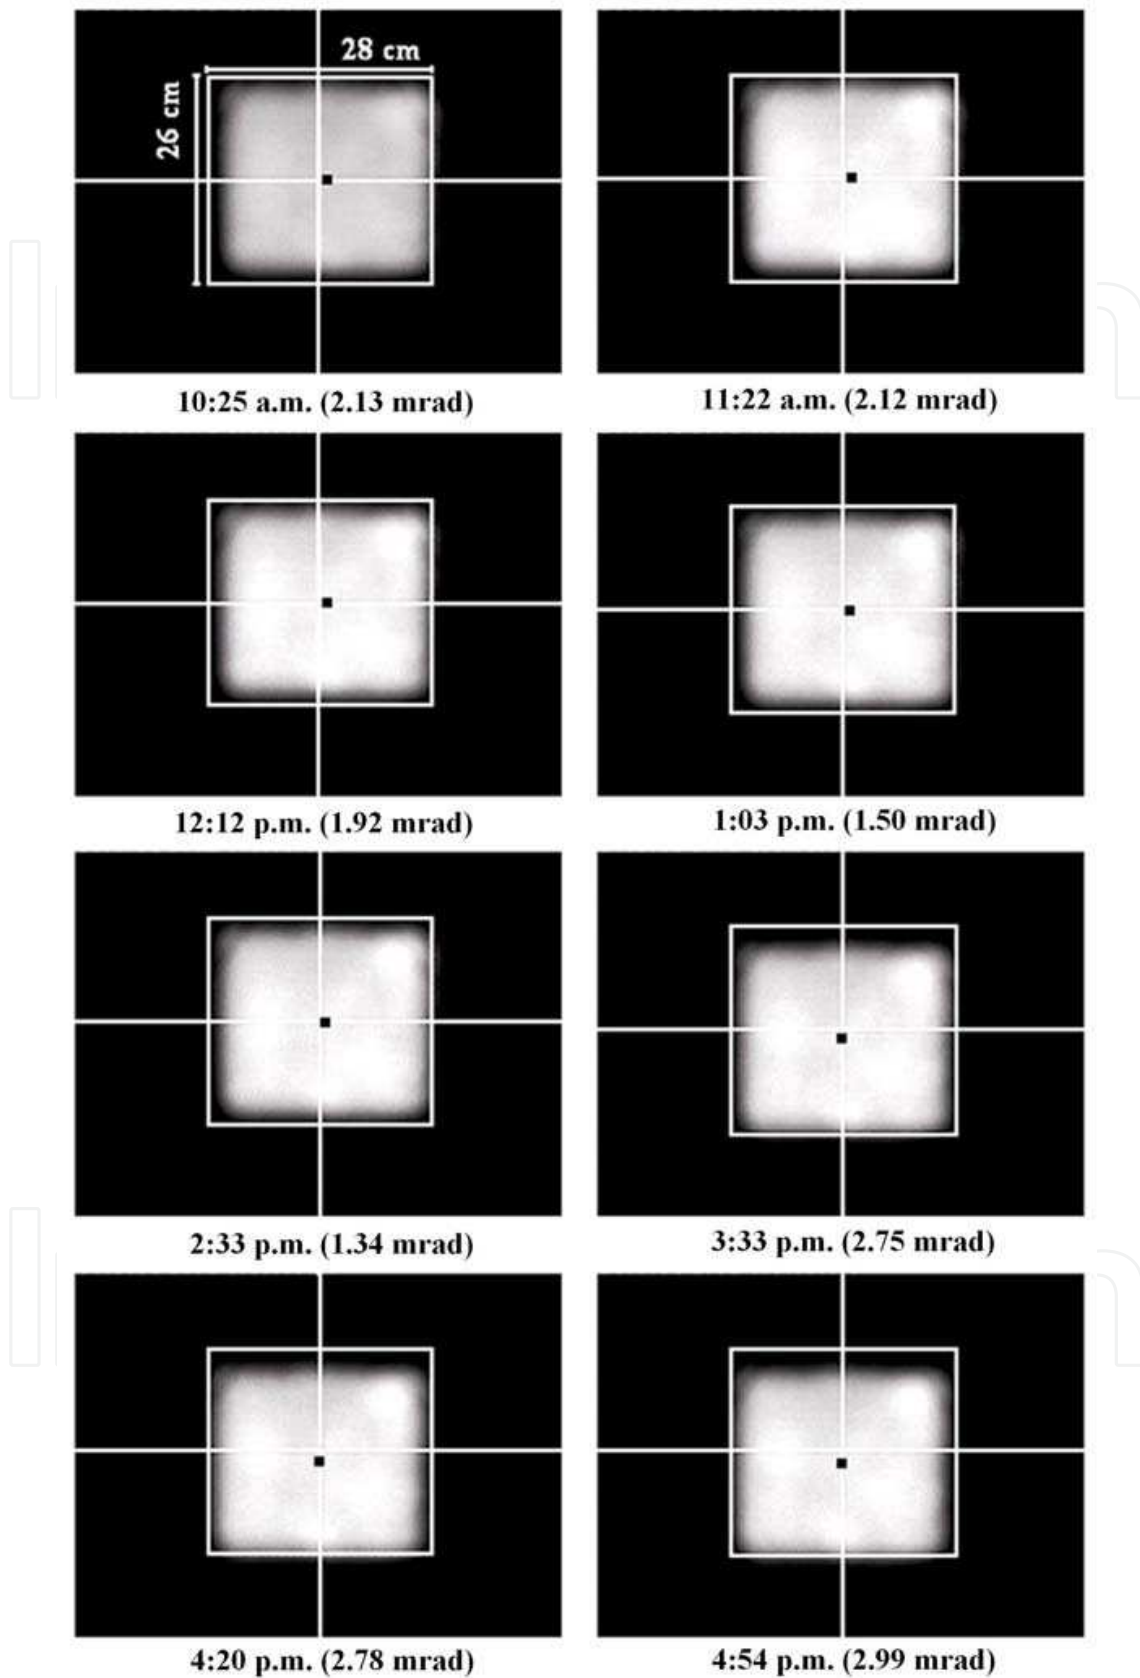 28 cm
26 cm
10:25 a.m. (2.13 mrad)
11:22 a.m. (2.12 mrad)
12:12 p.m. (1.92 mrad)
1:03 p.m. (1.50 mrad)
2:33 p.m. (1.34 mrad)
3:33 p.m. (2.75 mrad)
4:20 p.m. (2.78 mrad)
4:54 p.m. (2.99 mrad)